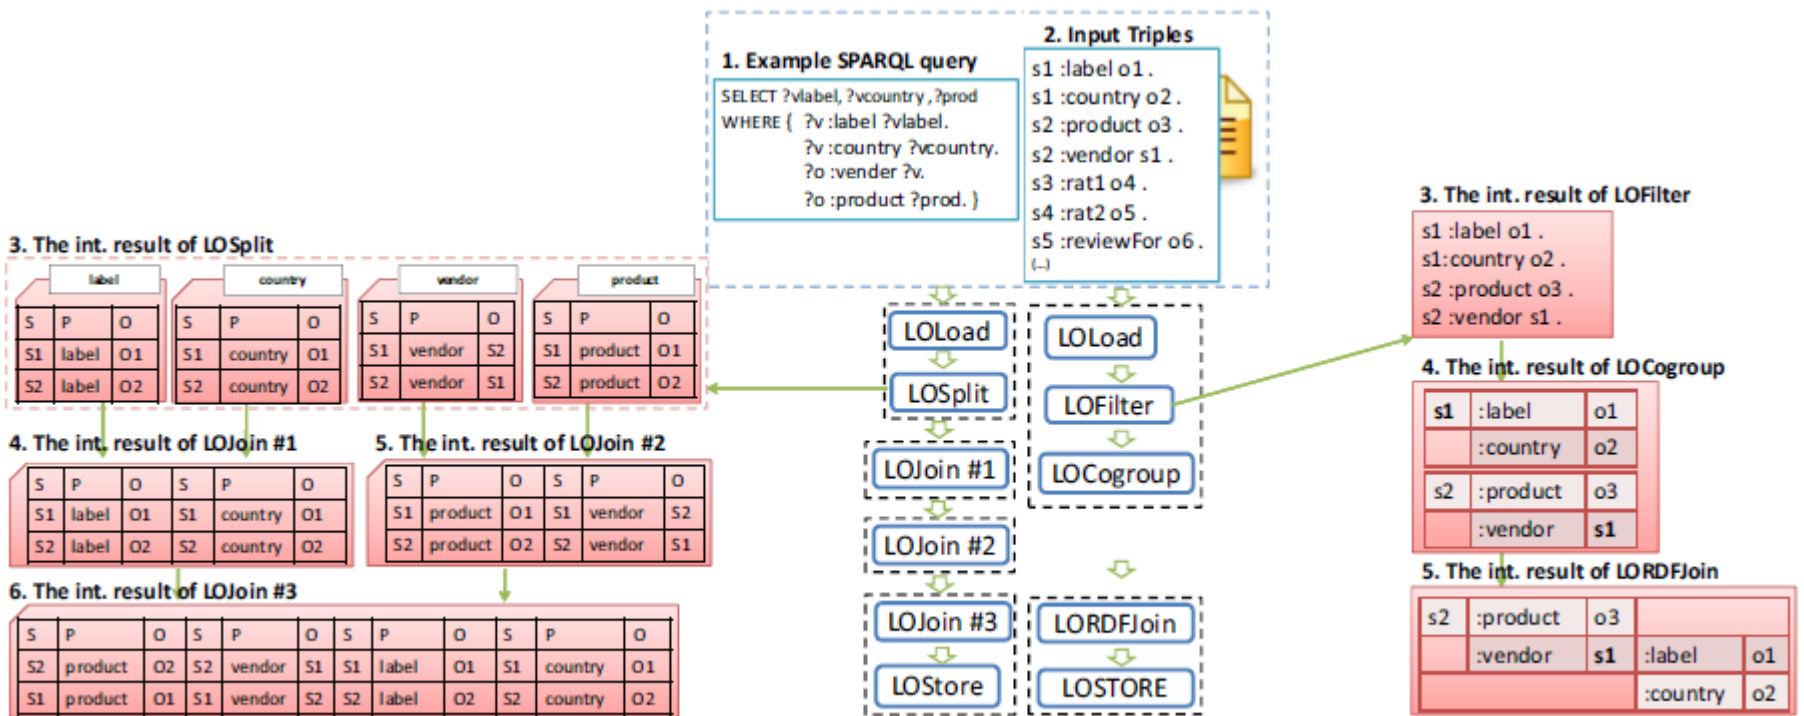 1. Example SPARQL query
SELECT ?vlabel, ?vcountry ,?prod
WHERE { ?v :label ?vlabel.
?v :country ?vcountry.
?o :vender ?v.
?o :product ?prod. }
2. Input Triples
s1 :label o1 .
s1 :country o2 .
s2 :product o3 .
s2 :vendor s1 .
s3 :rat1 o4 .
s4 :rat2 o5 .
s5 :reviewFor o6 .
(...)
3. The int. result of LOSplit
label
S P O
S1 label O1
S2 label O2
country
S P O
S1 country O1
S2 country O2
vendor
S P O
S1 vendor S2
S2 vendor S1
product
S P O
S1 product O1
S2 product O2
4. The int. result of LOJoin #1
S P O S P O
S1 label O1 S1 country O1
S2 label O2 S2 country O2
5. The int. result of LOJoin #2
S P O S P O
S1 product O1 S1 vendor S2
S2 product O2 S2 vendor S1
6. The int. result of LOJoin #3
S P O S P O S P O S P O
S2 product O2 S2 vendor S1 S1 label O1 S1 country O1
S1 product O1 S1 vendor S2 S2 label O2 S2 country O2
LOLoad
LOSplit
LOJoin #1
LOJoin #2
LOJoin #3
LOStore
LOLoad
LOFilter
LOCogroup
LORDFJoin
LOSTORE
3. The int. result of LOFilter
s1 :label o1 .
s1:country o2 .
s2 :product o3 .
s2 :vendor s1 .
4. The int. result of LOCogroup
s1 :label o1
:country o2
s2 :product o3
:vendor s1
5. The int. result of LORDFJoin
s2 :product o3
:vendor s1 :label o1
:country o2